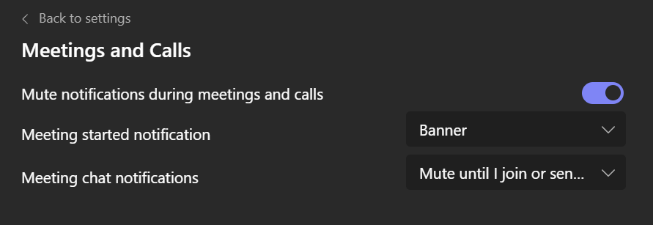 Back to settings
Meetings and Calls
Mute notifications during meetings and calls
Meeting started notification
Banner
Meeting chat notifications
Mute until I join or sen...